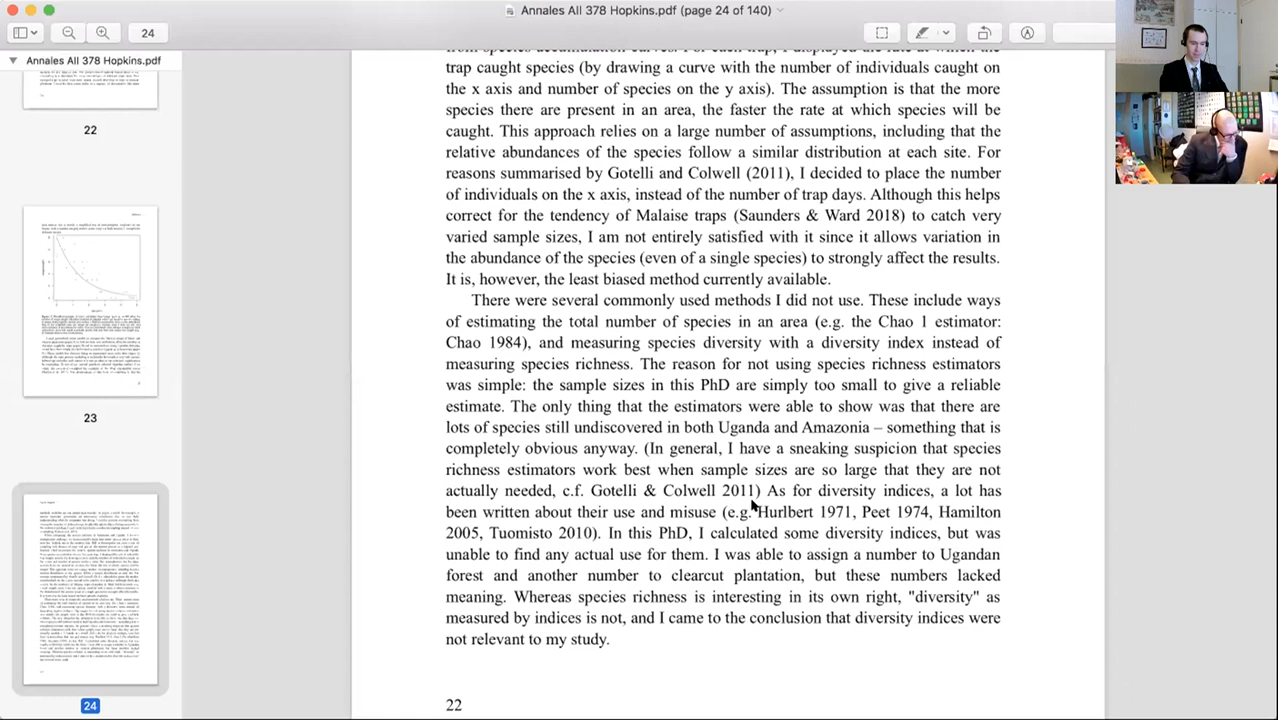 Annales All 378 Hopkins.pdf (page 24 of 140)
24
Annales All 378 Hopkins.pdf
22
23
24
trap caught species (by drawing a curve with the number of individuals caught on
the x axis and number of species on the y axis). The assumption is that the more
species there are present in an area, the faster the rate at which species will be
caught. This approach relies on a large number of assumptions, including that the
relative abundances of the species follow a similar distribution at each site. For
reasons summarised by Gotelli and Colwell (2011), I decided to place the number
of individuals on the x axis, instead of the number of trap days. Although this helps
correct for the tendency of Malaise traps (Saunders & Ward 2018) to catch very
varied sample sizes, I am not entirely satisfied with it since it allows variation in
the abundance of the species (even of a single species) to strongly affect the results.
It is, however, the least biased method currently available.
There were several commonly used methods I did not use. These include ways
of estimating the total number of species in an area (e.g. the Chao1 estimator:
Chao 1984), and measuring species diversity with a diversity index instead of
measuring species richness. The reason for not using species richness estimators
was simple: the sample sizes in this PhD are simply too small to give a reliable
estimate. The only thing that the estimators were able to show was that there are
lots of species still undiscovered in both Uganda and Amazonia – something that is
completely obvious anyway. (In general, I have a sneaking suspicion that species
richness estimators work best when sample sizes are so large that they are not
actually needed, c.f. Gotelli & Colwell 2011) As for diversity indices, a lot has
been written about their use and misuse (e.g. Hurlbert 1971, Peet 1974, Hamilton
2005, 2010). In this PhD, I calculated several diversity indices, but was
unable to find any actual use for them. I was able to given a number to Ugandan
forest and another number to cleared primary forest, but these numbers lacked
meaning. Whereas species richness is interesting in its own right, "diversity" as
measured by indices is not, and I came to the conclusion that diversity indices were
not relevant to my study.
22